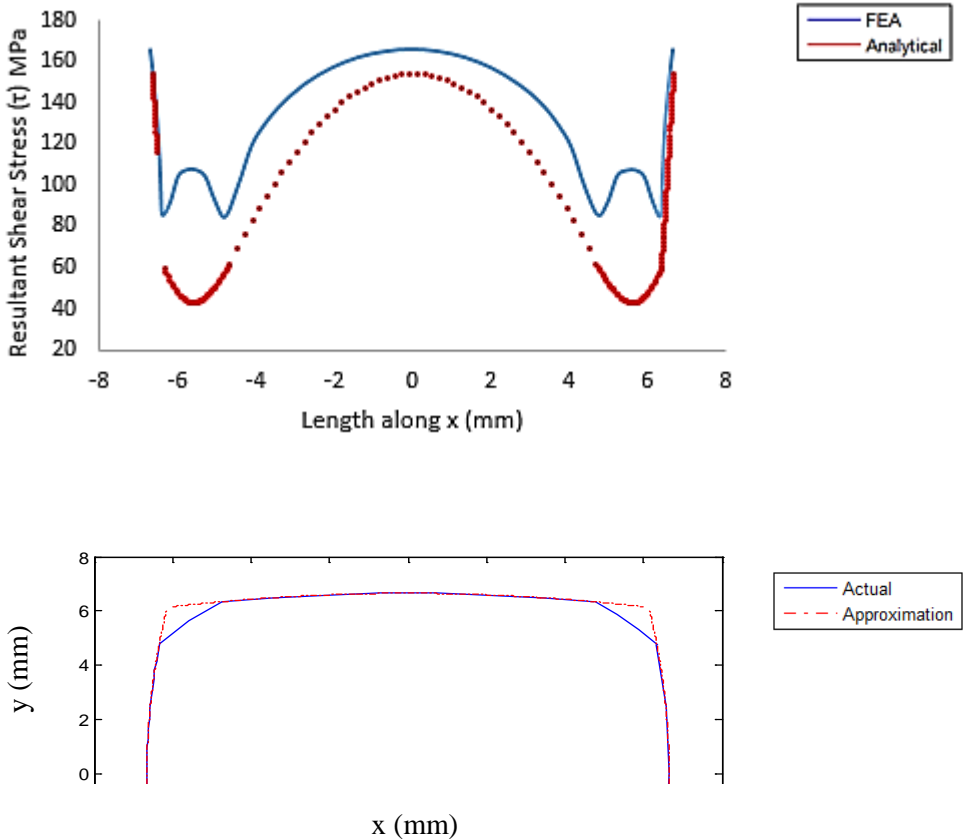 180
160
140
120
100
80
60
40
20
-8 -6 -4 -2 0 2 4 6 8
Resultant Shear Stress (τ) MPa
Length along x (mm)
FEA
Analytical
8
6
4
2
0
y (mm)
x (mm)
Actual
Approximation